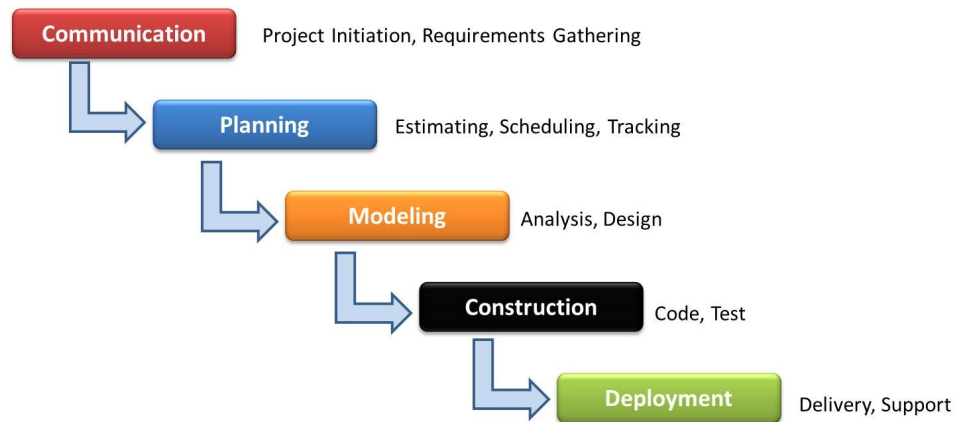 Communication
Project Initiation, Requirements Gathering
Planning
Estimating, Scheduling, Tracking
Modeling
Analysis, Design
Construction
Code, Test
Deployment
Delivery, Support